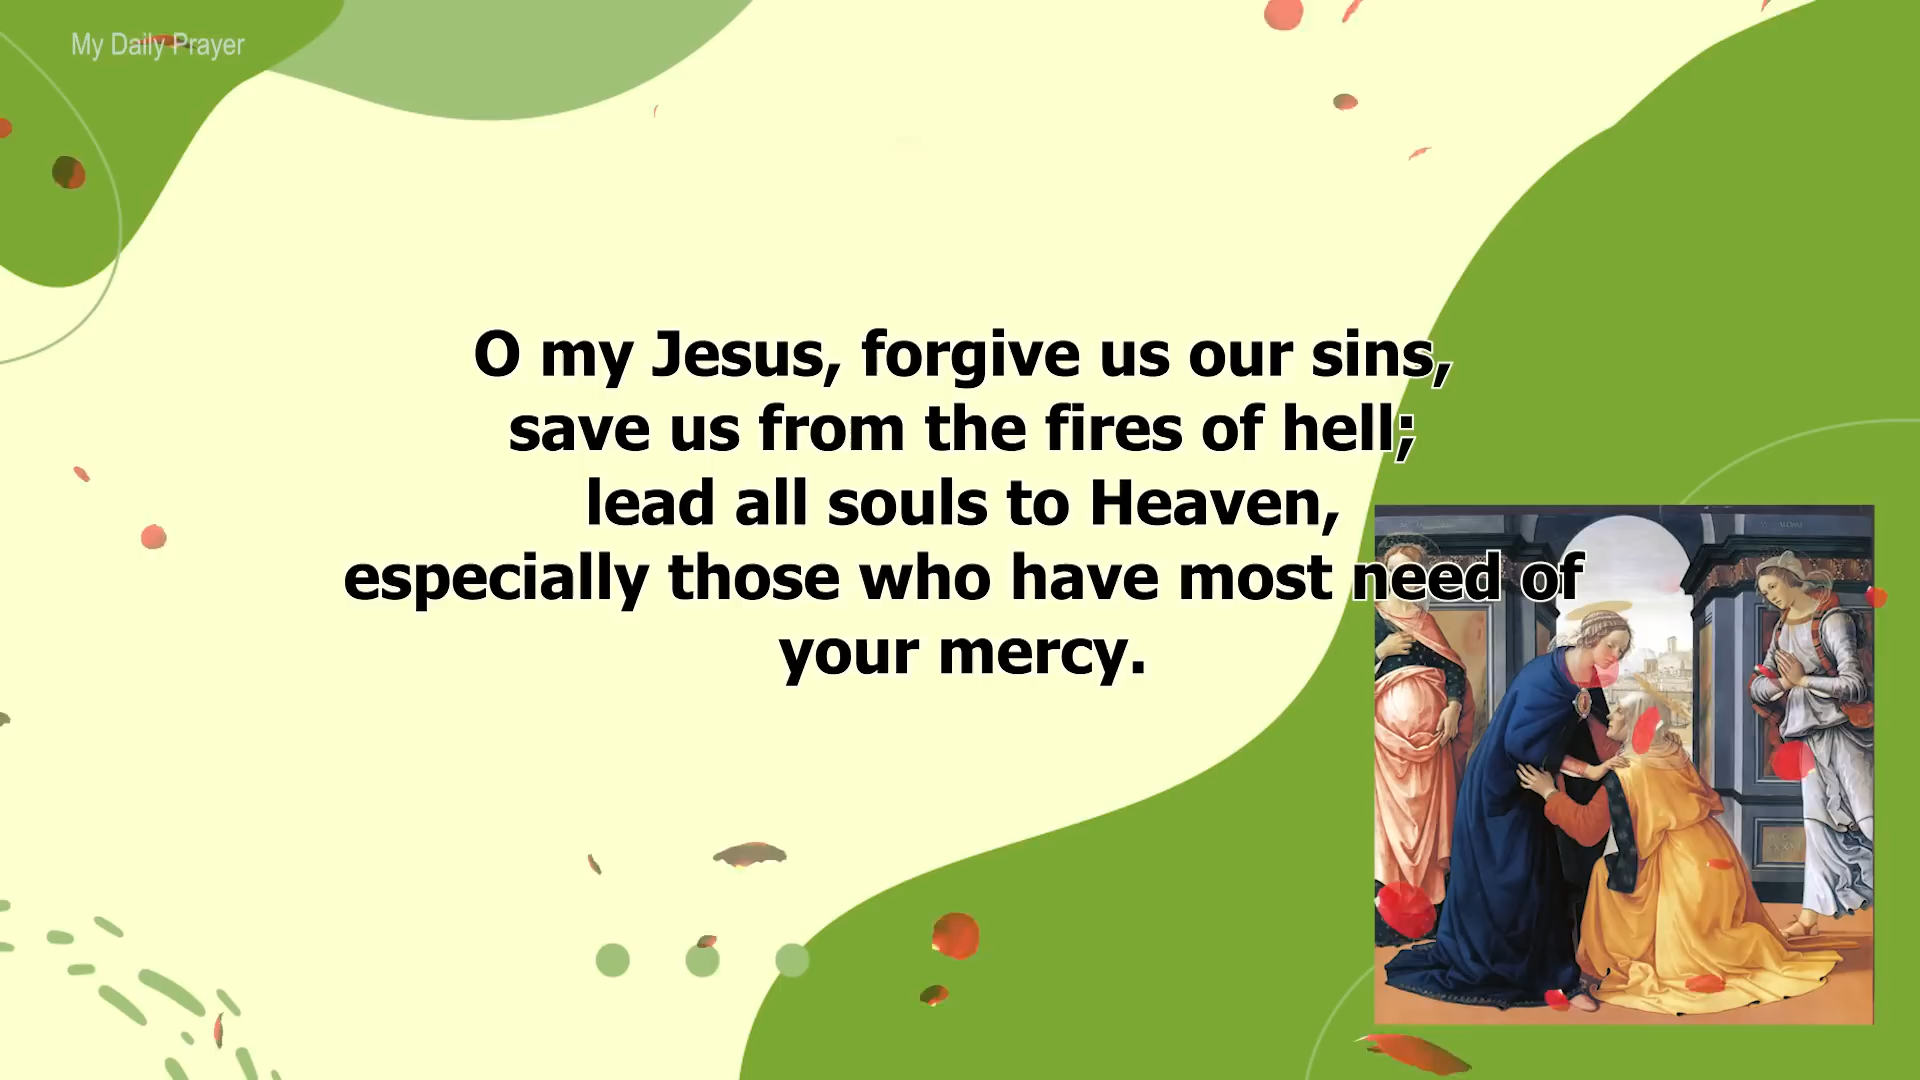 My Daily Prayer
O my Jesus, forgive us our sins,
save us from the fires of hell;
lead all souls to Heaven,
especially those who have most need of
your mercy.